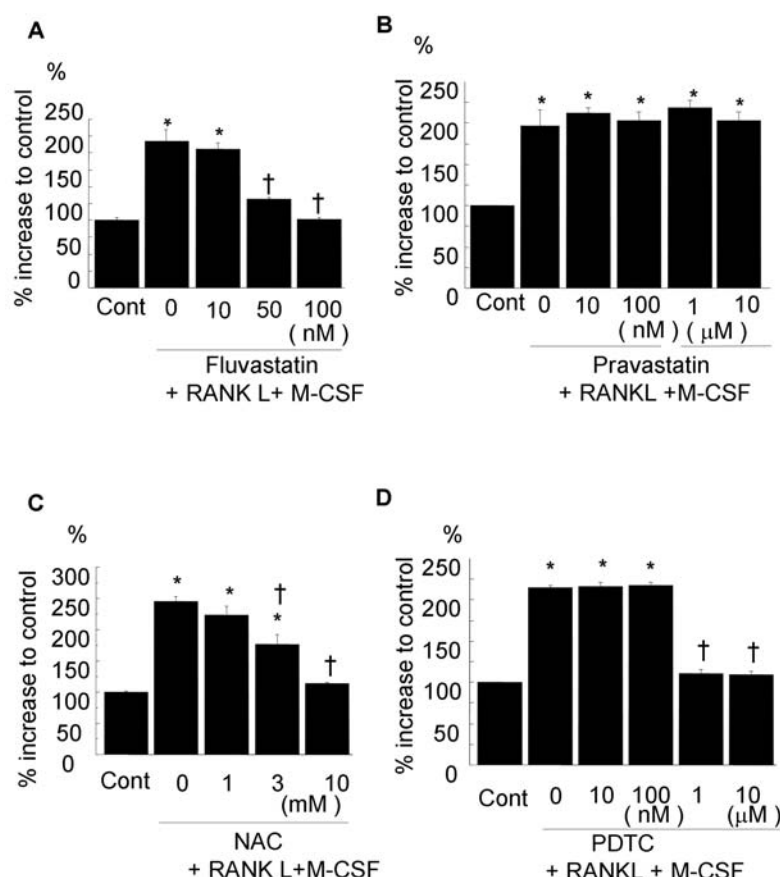 A
%
% increase to control
250
200
150
100
50
0
*
*
†
†
Cont 0 10 50 100
( nM )
Fluvastatin
+ RANK L+ M-CSF
B
%
% increase to control
250
200
150
100
50
0
*
*
*
*
*
Cont 0 10 100 1 10
( nM ) ( μM )
Pravastatin
+ RANKL +M-CSF
C
%
% increase to control
300
250
200
150
100
50
0
*
*
†
*
†
Cont 0 1 3 10
(mM)
NAC
+ RANK L+M-CSF
D
%
% increase to control
250
200
150
100
50
0
*
*
*
†
†
Cont 0 10 100 1 10
( nM ) (μM )
PDTC
+ RANKL + M-CSF